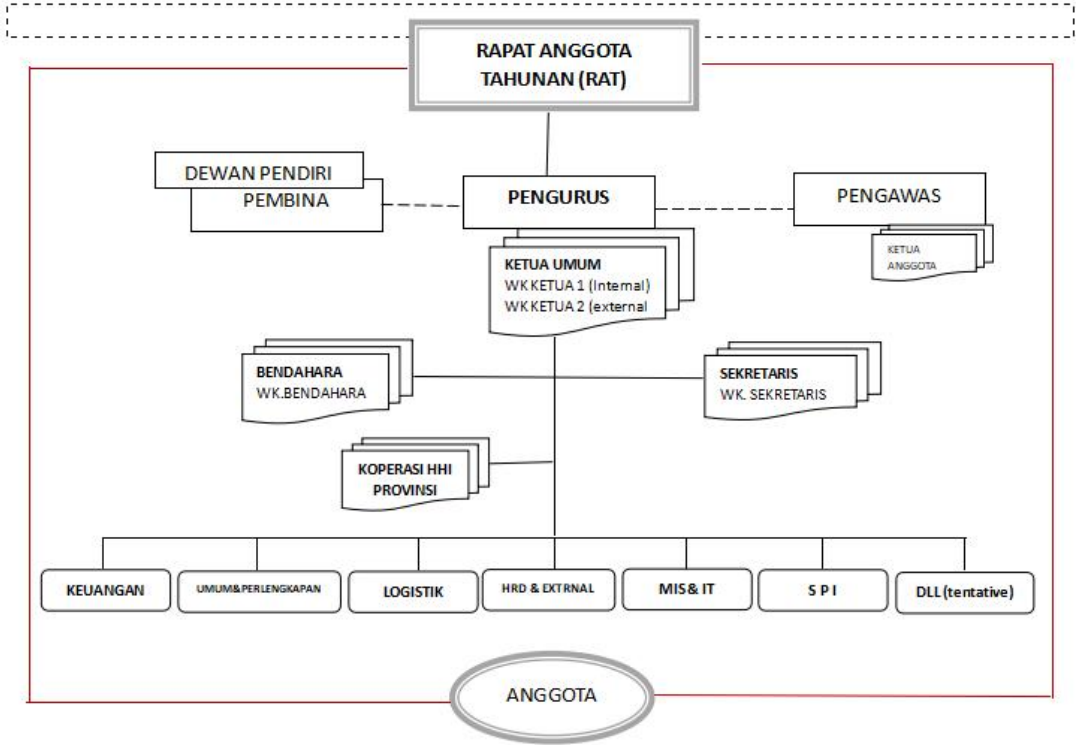 RAPAT ANGGOTA
TAHUNAN (RAT)
DEWAN PENDIRI
PEMBINA
PENGURUS
PENGAWAS
KETUA UMUM
WK KETUA 1 (Internal)
WK KETUA 2 (external
KETUA
ANGGOTA
BENDAHARA
WK.BENDAHARA
SEKRETARIS
WK. SEKRETARIS
KOPERASI HHI
PROVINSI
KEUANGAN
UMUM&PERLENGKAPAN
LOGISTIK
HRD & EXTRNAL
MIS & IT
S P I
DLL (tentative)
ANGGOTA